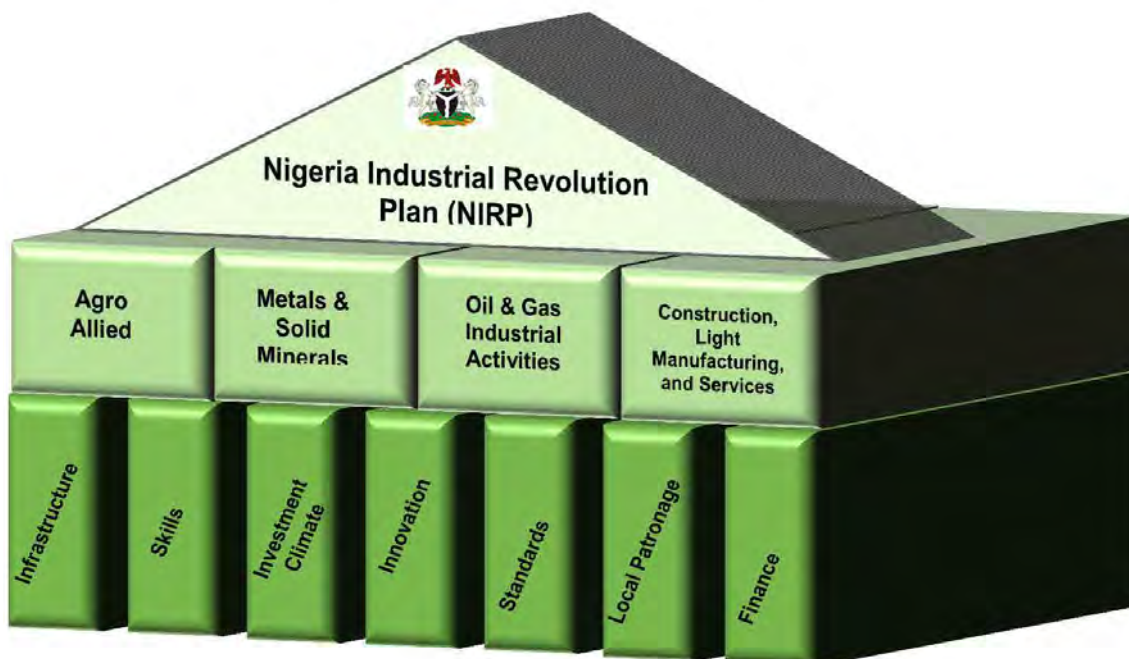 Nigeria Industrial Revolution
Plan (NIRP)
Agro
Allied
Metals &
Solid
Minerals
Oil & Gas
Industrial
Activities
Construction,
Light
Manufacturing,
and Services
Infrastructure
Skills
Investment
Climate
Innovation
Standards
Local Patronage
Finance